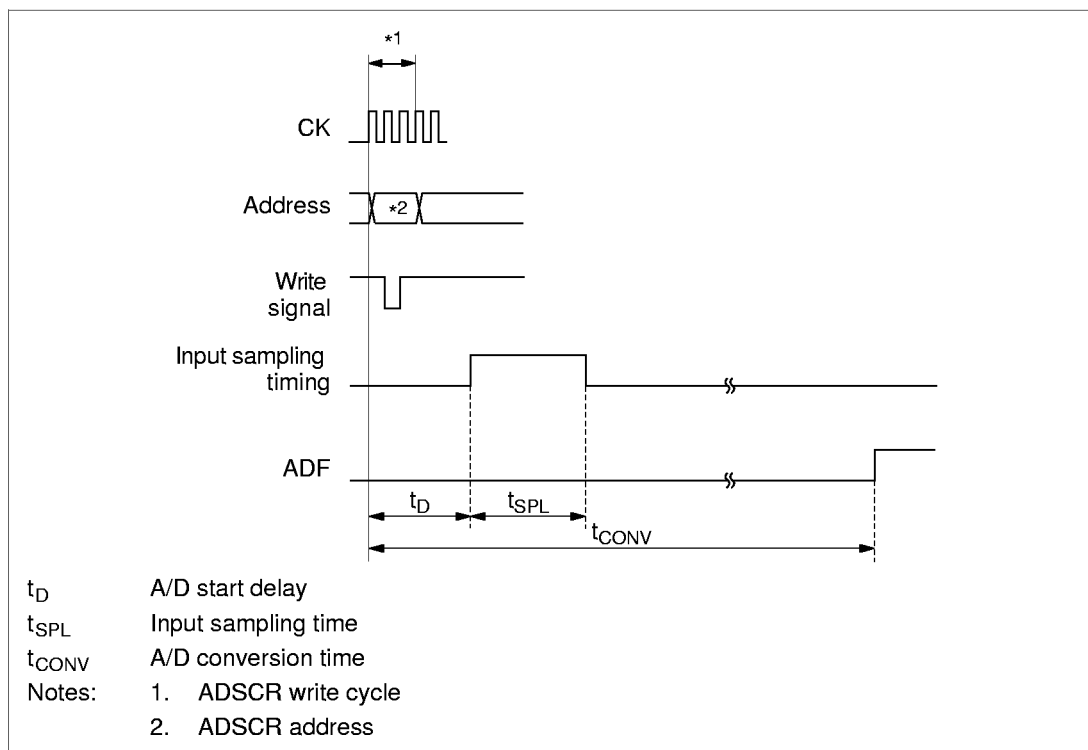 *1
CK
Address
*2
Write
signal
Input sampling
timing
ADF
tD
tSPL
tCONV
tD A/D start delay
tSPL Input sampling time
tCONV A/D conversion time
Notes: 1. ADSCR write cycle
2. ADSCR address